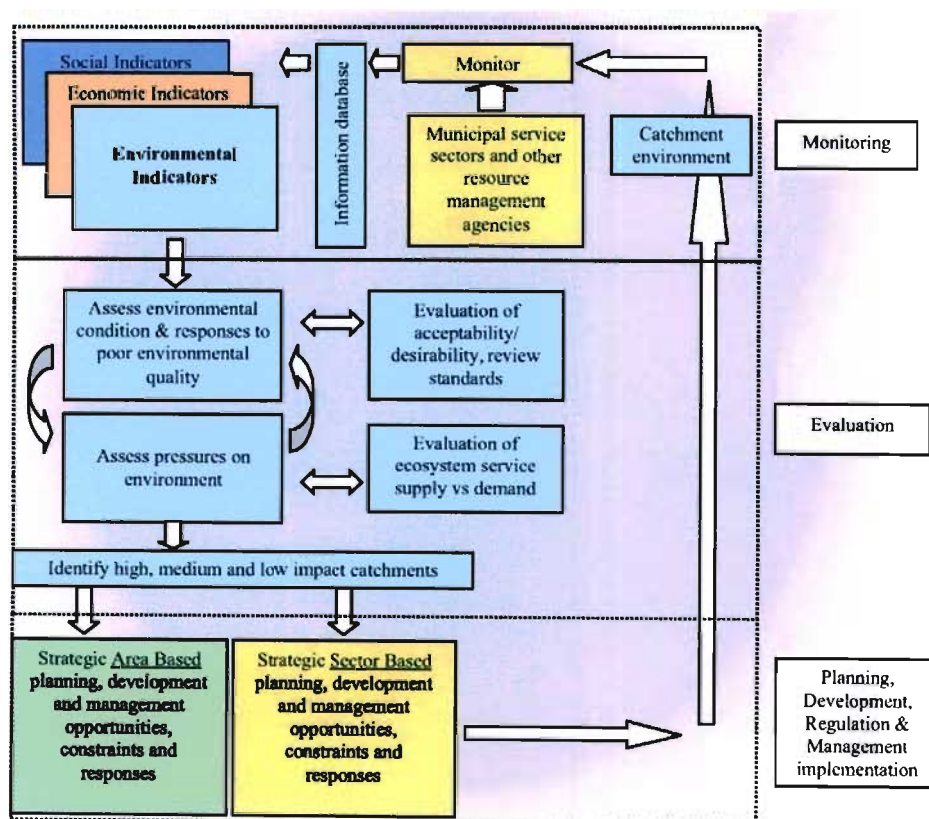 Social Indicators
Economic Indicators
Environmental
Indicators
Information database
Monitor
Municipal service
sectors and other
resource
management
agencies
Catchment
environment
Monitoring
Assess environmental
condition & responses to
poor environmental
quality
Evaluation of
acceptability/
desirability, review
standards
Assess pressures on
environment
Evaluation of
ecosystem service
supply vs demand
Evaluation
Identify high, medium and low impact catchments
Strategic Area Based
planning, development
and management
opportunities,
constraints and
responses
Strategic Sector Based
planning, development
and management
opportunities,
constraints and
responses
Planning,
Development,
Regulation &
Management
implementation